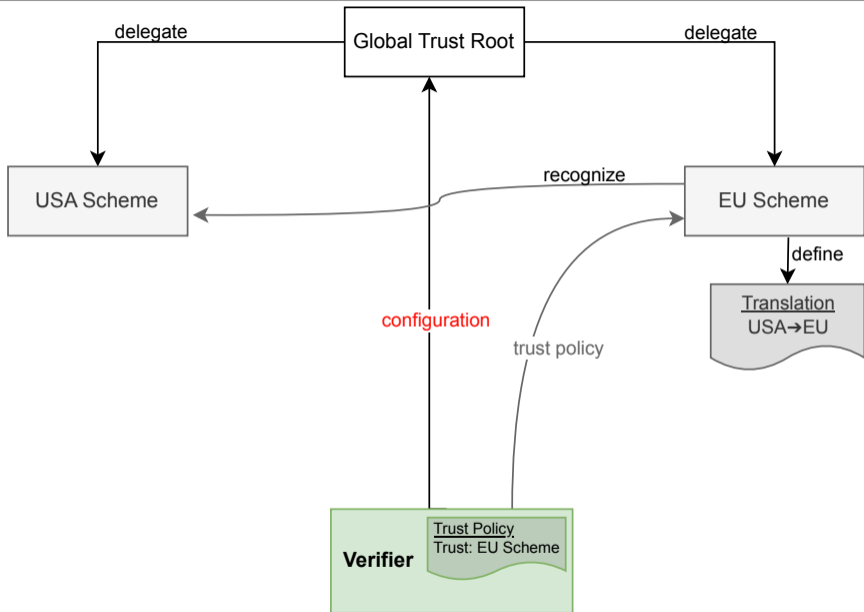 delegate
Global Trust Root
delegate
USA Scheme
recognize
EU Scheme
define
Translation
USA➔EU
configuration
trust policy
Verifier
Trust Policy
Trust: EU Scheme